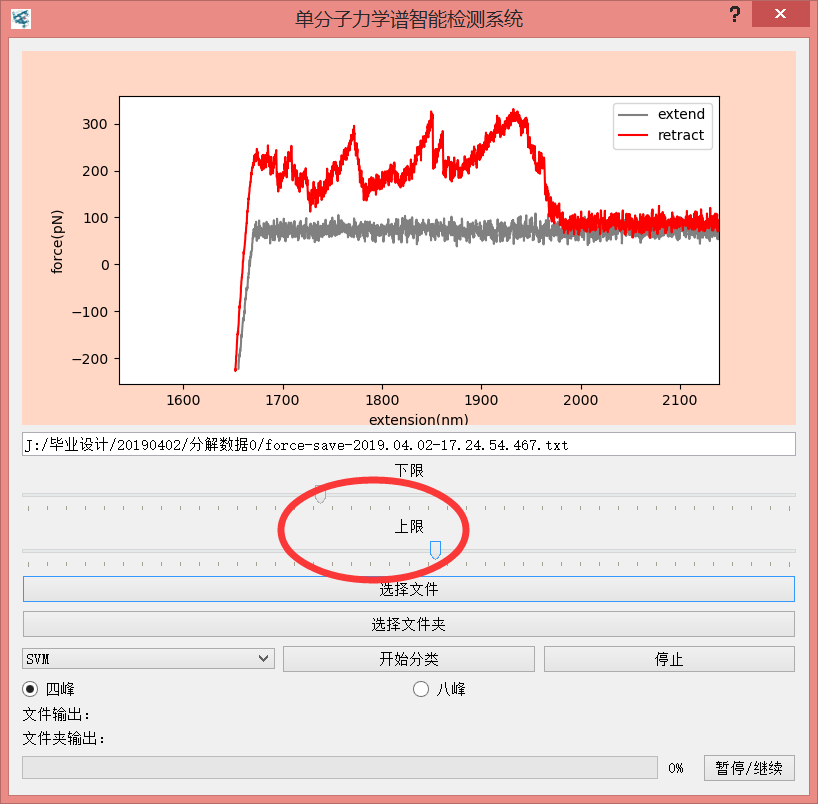 单分子力学谱智能检测系统
? ×
extend
retract
300
200
100
0
−100
−200
force(pN)
1600 1700 1800 1900 2000 2100
extension(nm)
J:/毕业设计/20190402/分解数据0/force-save-2019.04.02-17.24.54.467.txt
下限
上限
选择文件
选择文件夹
SVM 开始分类 停止
四峰 八峰
文件输出:
文件夹输出:
0% 暂停/继续